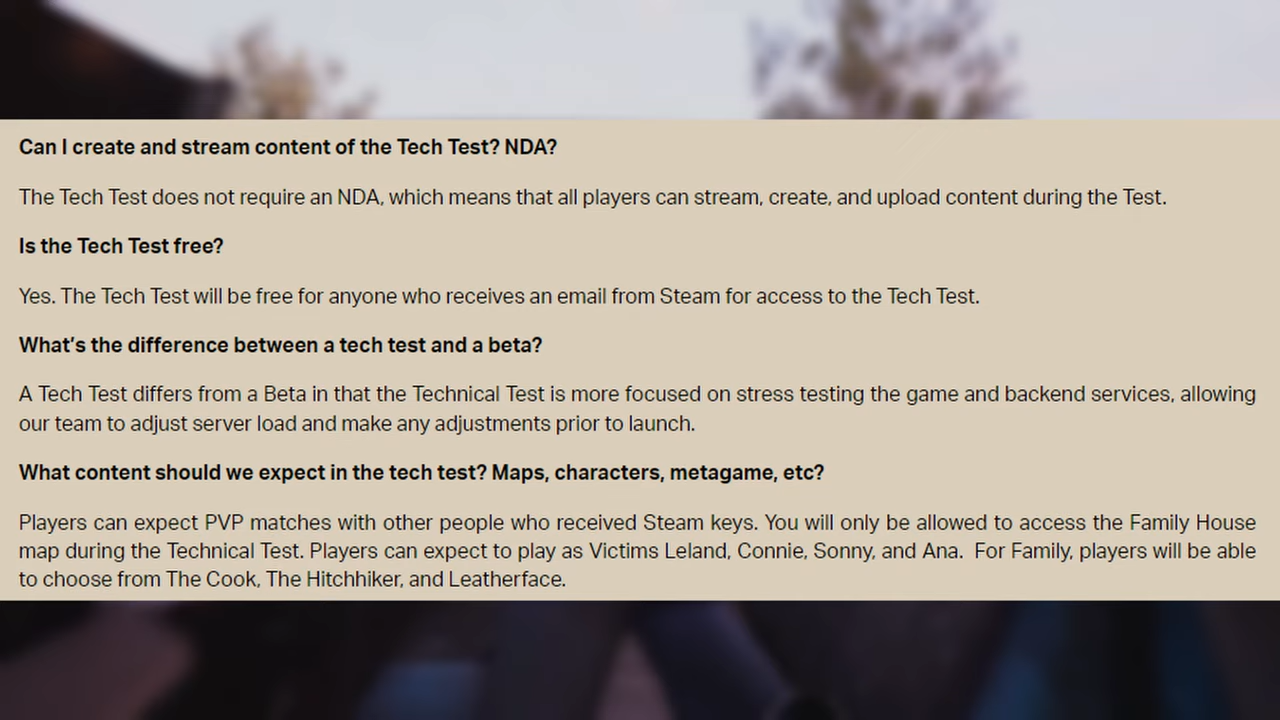 Can I create and stream content of the Tech Test? NDA?
The Tech Test does not require an NDA, which means that all players can stream, create, and upload content during the Test.
Is the Tech Test free?
Yes. The Tech Test will be free for anyone who receives an email from Steam for access to the Tech Test.
What's the difference between a tech test and a beta?
A Tech Test differs from a Beta in that the Technical Test is more focused on stress testing the game and backend services, allowing
our team to adjust server load and make any adjustments prior to launch.
What content should we expect in the tech test? Maps, characters, metagame, etc?
Players can expect PVP matches with other people who received Steam keys. You will only be allowed to access the Family House
map during the Technical Test. Players can expect to play as Victims Leland, Connie, Sonny, and Ana.  For Family, players will be able
to choose from The Cook, The Hitchhiker, and Leatherface.